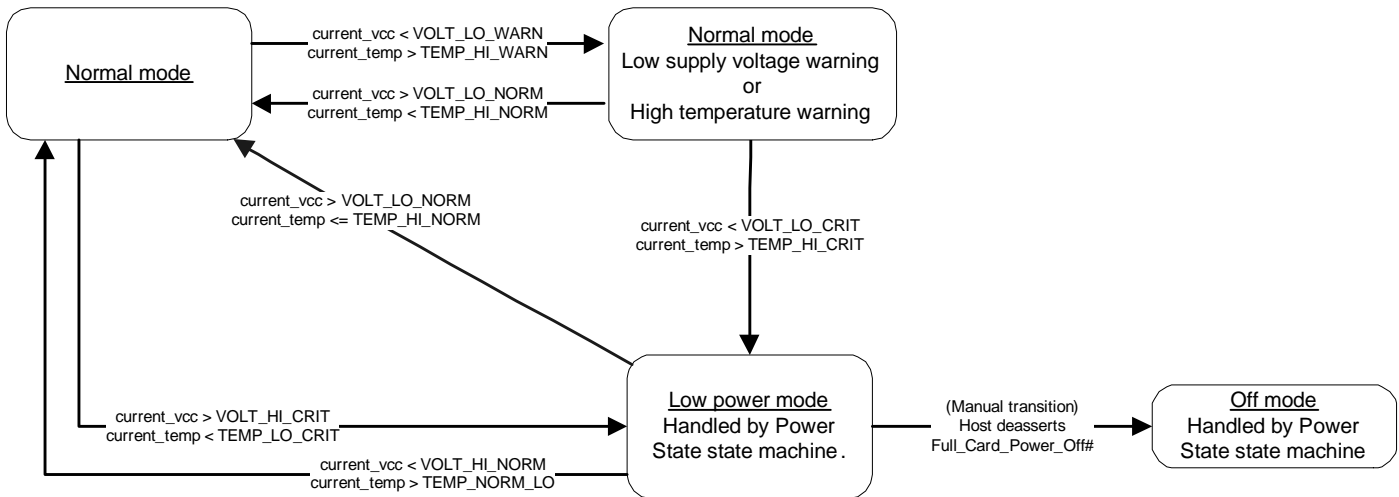 current_vcc < VOLT_LO_WARN
current_temp > TEMP_HI_WARN
Normal mode
Normal mode
Low supply voltage warning
or
High temperature warning
current_vcc > VOLT_LO_NORM
current_temp < TEMP_HI_NORM
current_vcc > VOLT_LO_NORM
current_temp <= TEMP_HI_NORM
current_vcc < VOLT_LO_CRIT
current_temp > TEMP_HI_CRIT
current_vcc > VOLT_HI_CRIT
current_temp < TEMP_LO_CRIT
current_vcc < VOLT_HI_NORM
current_temp > TEMP_NORM_LO
Low power mode
Handled by Power
State state machine.
(Manual transition)
Host deasserts
Full_Card_Power_Off#
Off mode
Handled by Power
State state machine